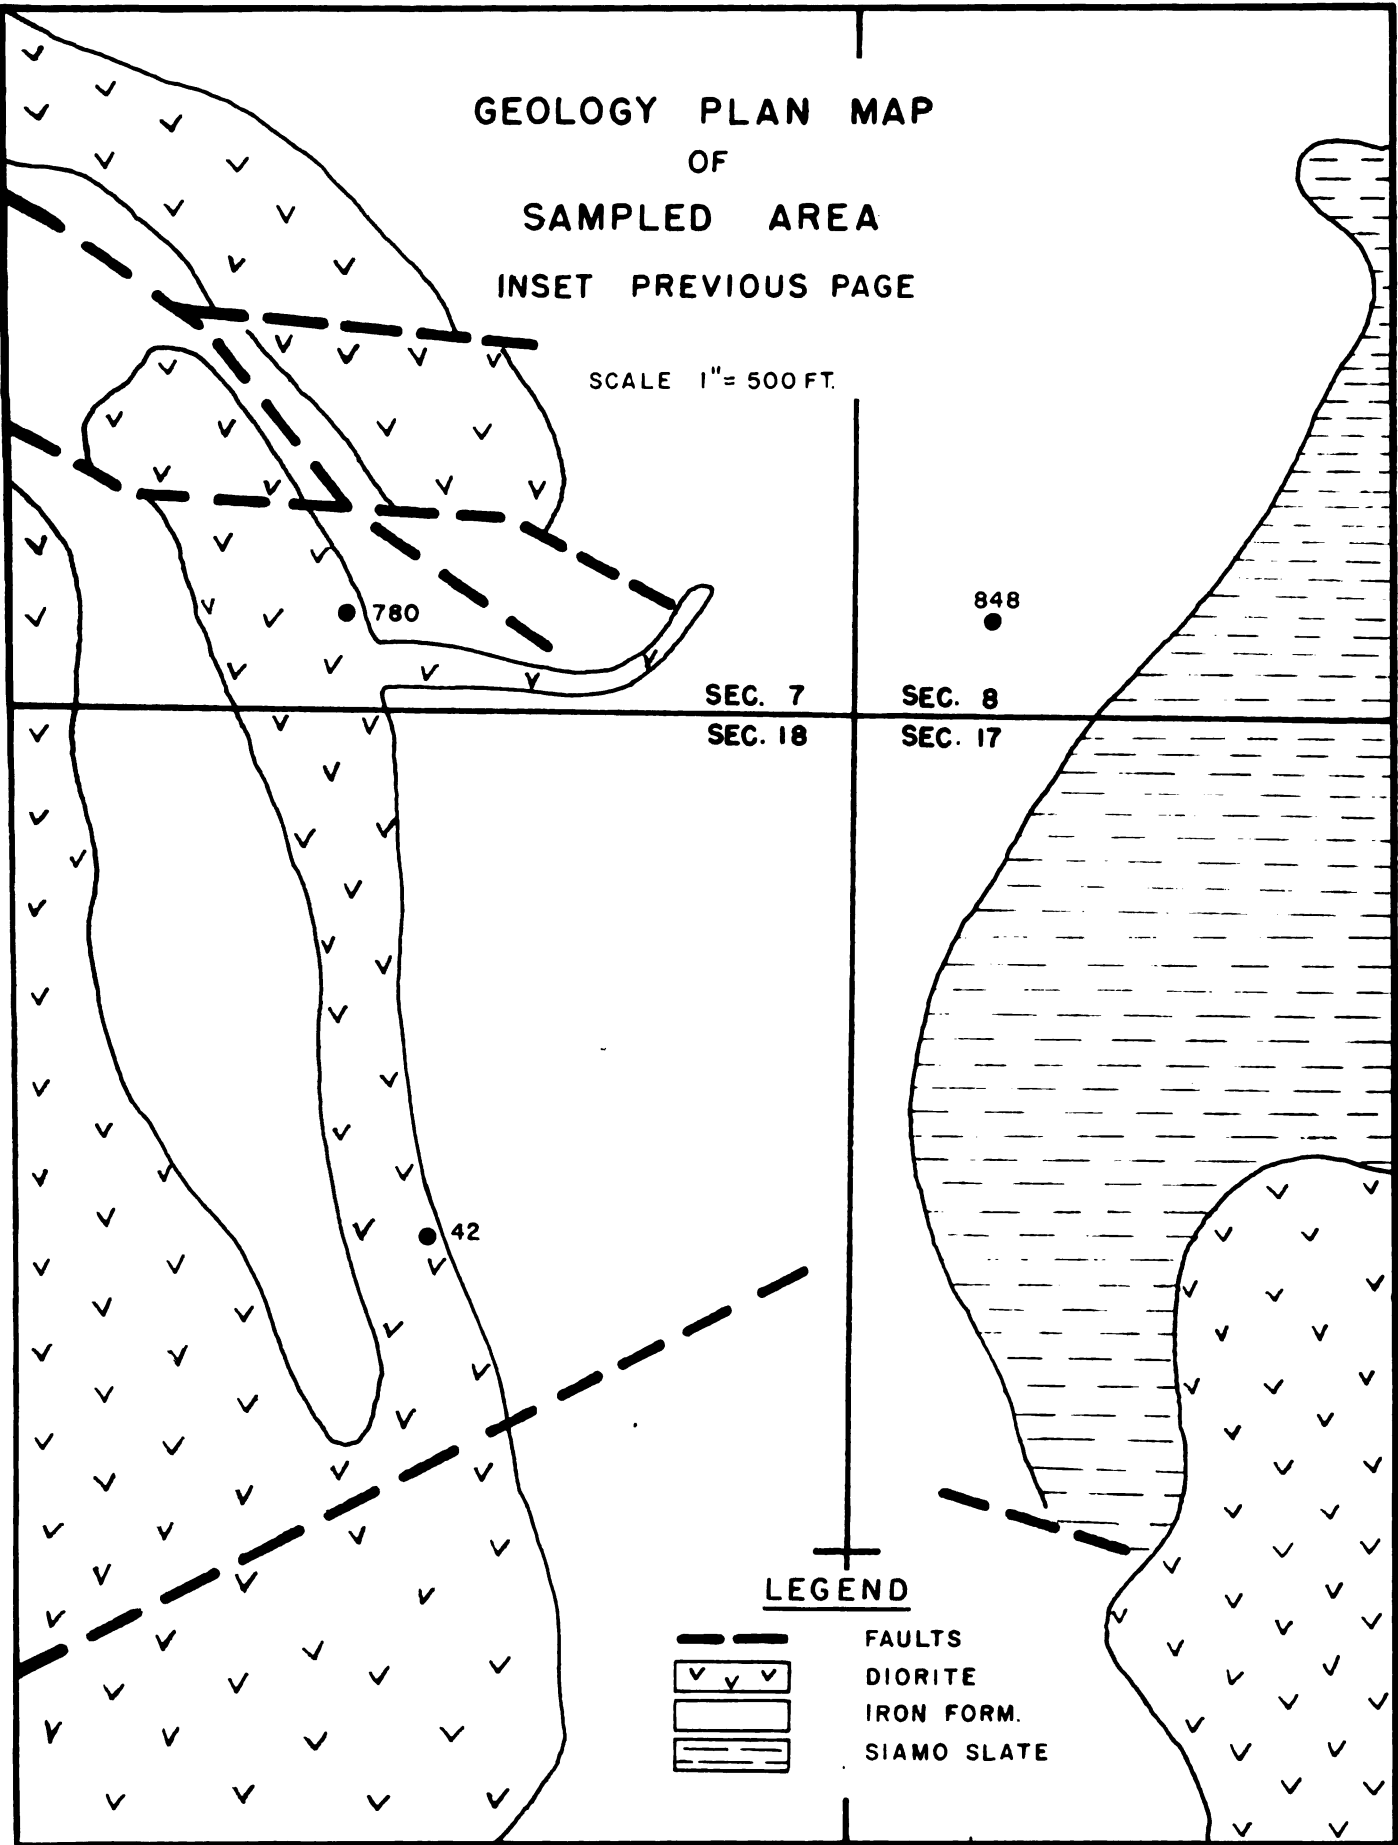 GEOLOGY PLAN MAP
OF
SAMPLED AREA
INSET PREVIOUS PAGE
SCALE 1"= 500 FT.
848
780
SEC. 7 SEC. 8
SEC. 18 SEC. 17
42
LEGEND
FAULTS
DIORITE
IRON FORM.
SIAMO SLATE